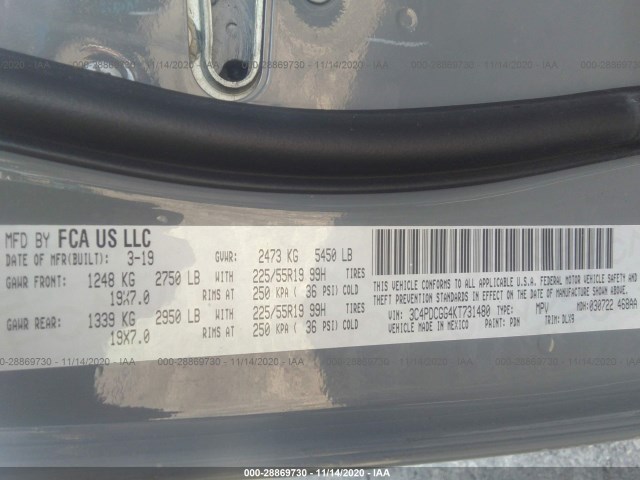 000-28869730 - 11/14/2020 - IAA
MFD BY FCA US LLC
DATE OF MFR(BUILT): 3-19
GVWR: 2473 KG 5450 LB
GAWR FRONT: 1248 KG 2750 LB WITH 225/55R19 99H TIRES
19X7.0 RIMS AT 250 KPA ( 36 PSI) COLD
GAWR REAR: 1339 KG 2950 LB WITH 225/55R19 99H TIRES
19X7.0 RIMS AT 250 KPA ( 36 PSI) COLD
THIS VEHICLE CONFORMS TO ALL APPLICABLE U.S.A. FEDERAL MOTOR VEHICLE SAFETY AND
THEFT PREVENTION STANDARDS IN EFFECT ON THE DATE OF MANUFACTURE SHOWN ABOVE.
VIN: 3C4PDCGG4KT731480 TYPE: MPV MDH: 030722 468AA
VEHICLE MADE IN MEXICO PAINT: PDN TRIM: DLX9
000-28869730 - 11/14/2020 - IAA